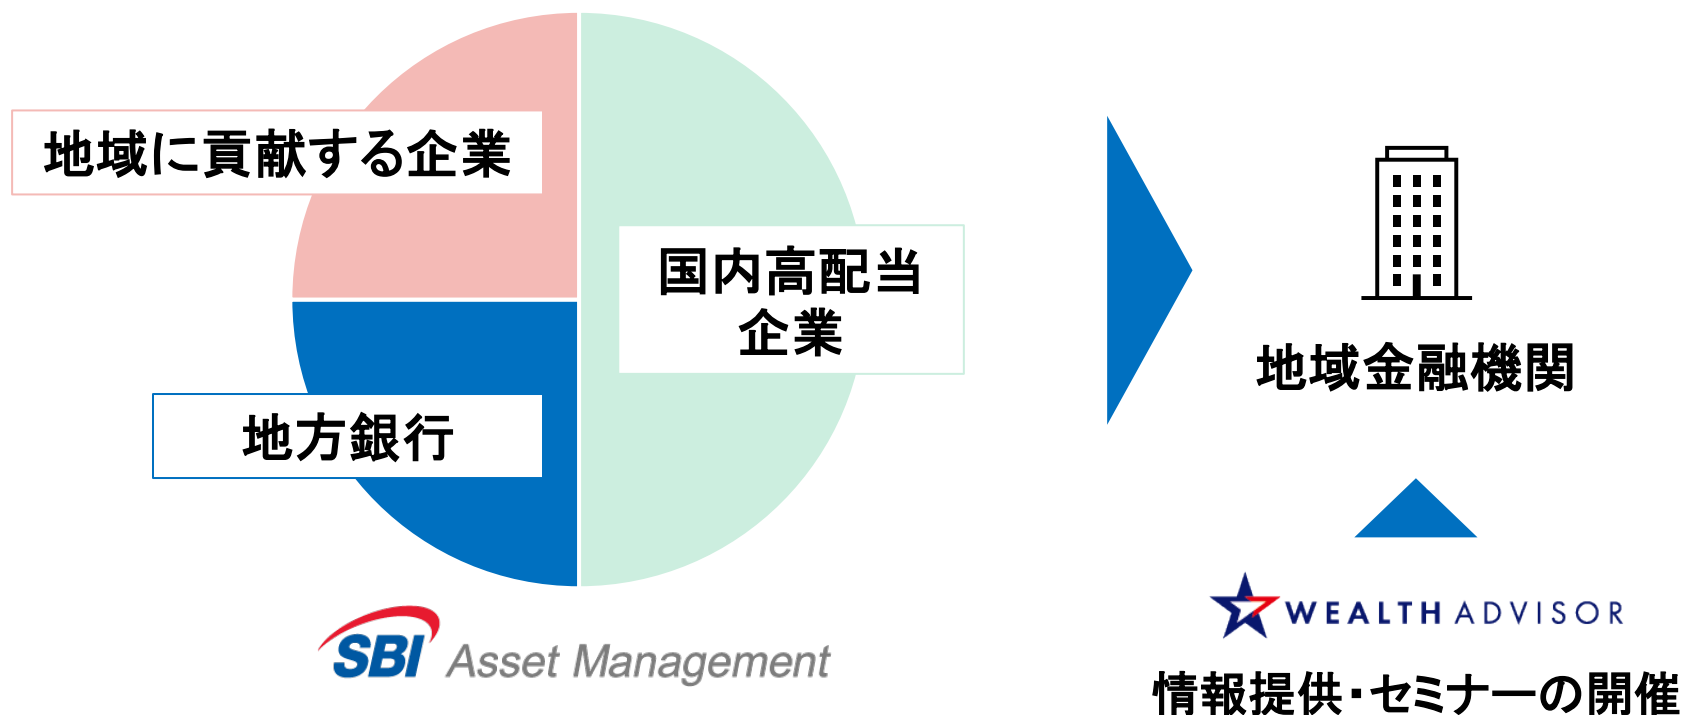 地域に貢献する企業
国内高配当
企業
地方銀行
SBI Asset Management
地域金融機関
WEALTH ADVISOR
情報提供・セミナーの開催